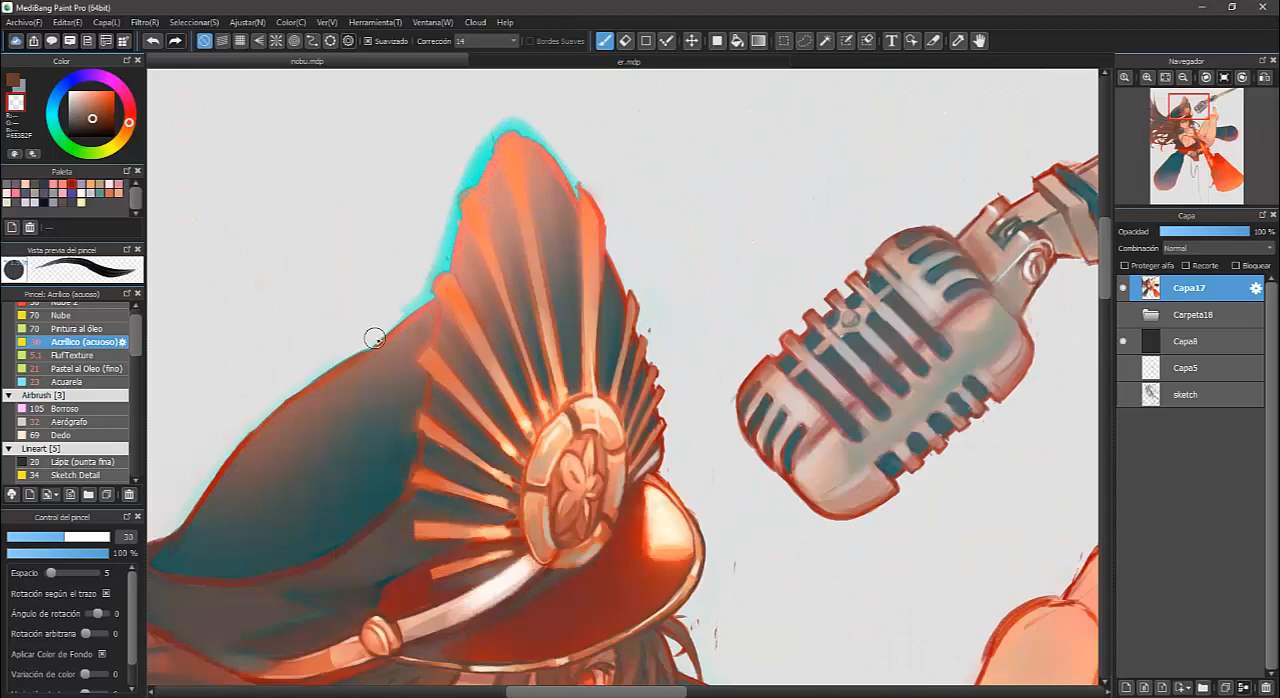 MediBang Paint Pro (64bit)
Archivo(F) Editar(E) Capa(L) Filtro(R) Seleccionar(S) Ajustar(N) Color(C) Ver(V) Herramienta(T) Ventana(W) Cloud Help
Suavizado Corrección 14 Bordes Suaves
nobu.mdp er.mdp
Color
R:--
G:--
B:--
Paleta
---
Vista previa del pincel
Pincel: Acrílico (acuoso)
50 Nube 2
70 Nube
70 Pintura al óleo
30 Acrílico (acuoso)
5.1 FlufTexture
21 Pastel al Oleo (fino)
23 Acuarela
Airbrush [3]
105 Borroso
32 Aerógrafo
69 Dedo
Lineart [5]
20 Lápiz (punta fina)
34 Sketch Detail
Control del pincel
30
100 %
Espacio 5
Rotación según el trazo
Ángulo de rotación 0
Rotación arbitrana 0
Aplicar Color de Fondo
Variación de color 0
Navegador
Capa
Opacidad 100 %
Combinación Normal
Proteger alfa Recorte Bloquear
Capa17
Carpeta18
Capa8
Capa5
sketch